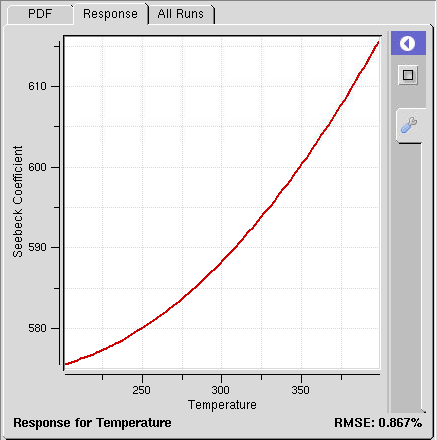 PDF Response All Runs
610
600
590
580
Seebeck Coefficient
250 300 350
Temperature
Response for Temperature RMSE: 0.867%